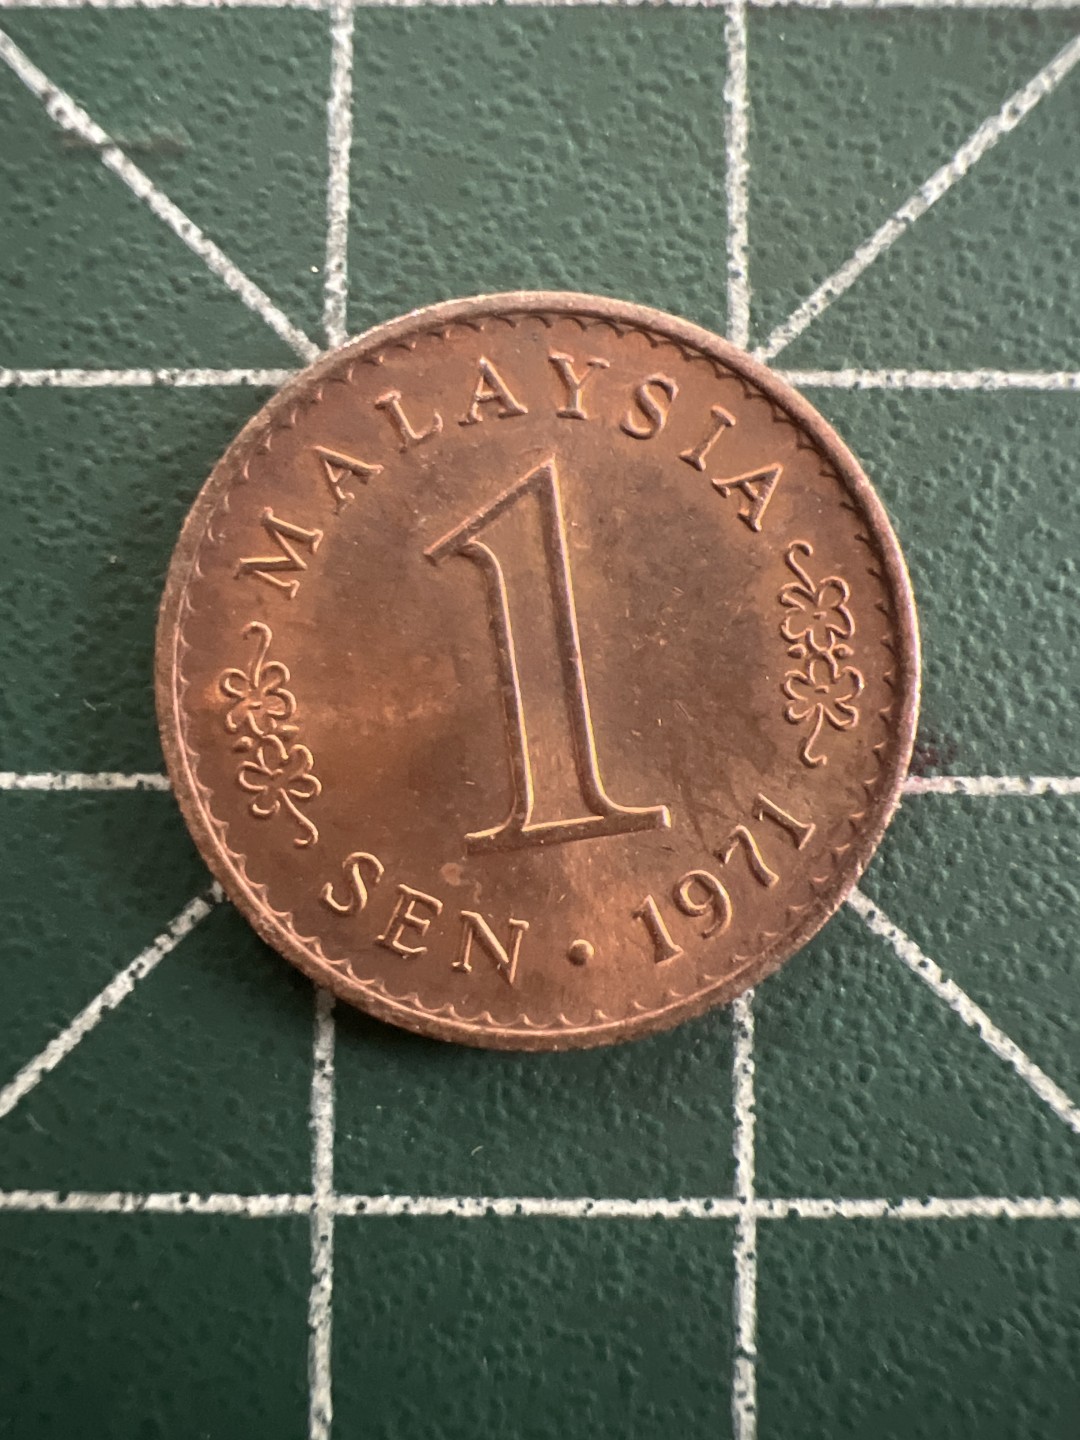 MALAYSIA
1
SEN • 1971